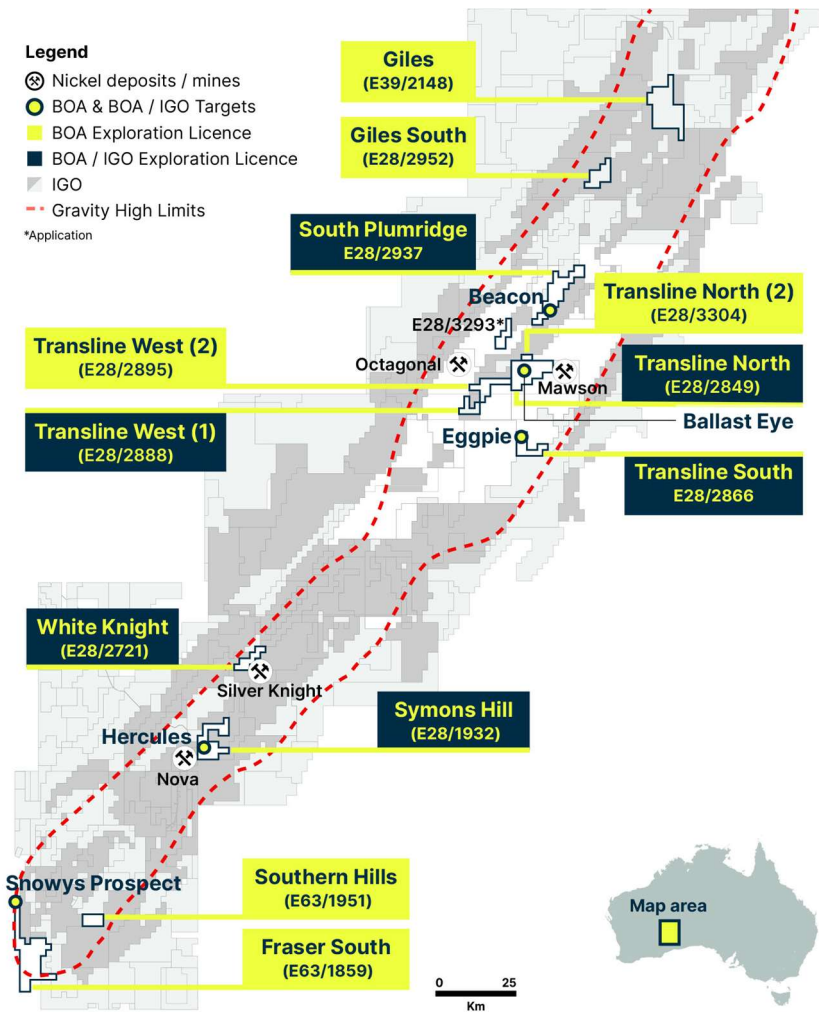 Legend
Nickel deposits / mines
BOA & BOA / IGO Targets
BOA Exploration Licence
BOA / IGO Exploration Licence
IGO
Gravity High Limits
*Application
Giles
(E39/2148)
Giles South
(E28/2952)
South Plumridge
E28/2937
Beacon
Transline North (2)
(E28/3304)
E28/3293*
Transline West (2)
(E28/2895)
Octagonal
Mawson
Transline North
(E28/2849)
Transline West (1)
(E28/2888)
Ballast Eye
Eggpie
Transline South
E28/2866
White Knight
(E28/2721)
Silver Knight
Symons Hill
(E28/1932)
Hercules
Nova
Snowys Prospect
Southern Hills
(E63/1951)
Fraser South
(E63/1859)
Map area
0 25
Km